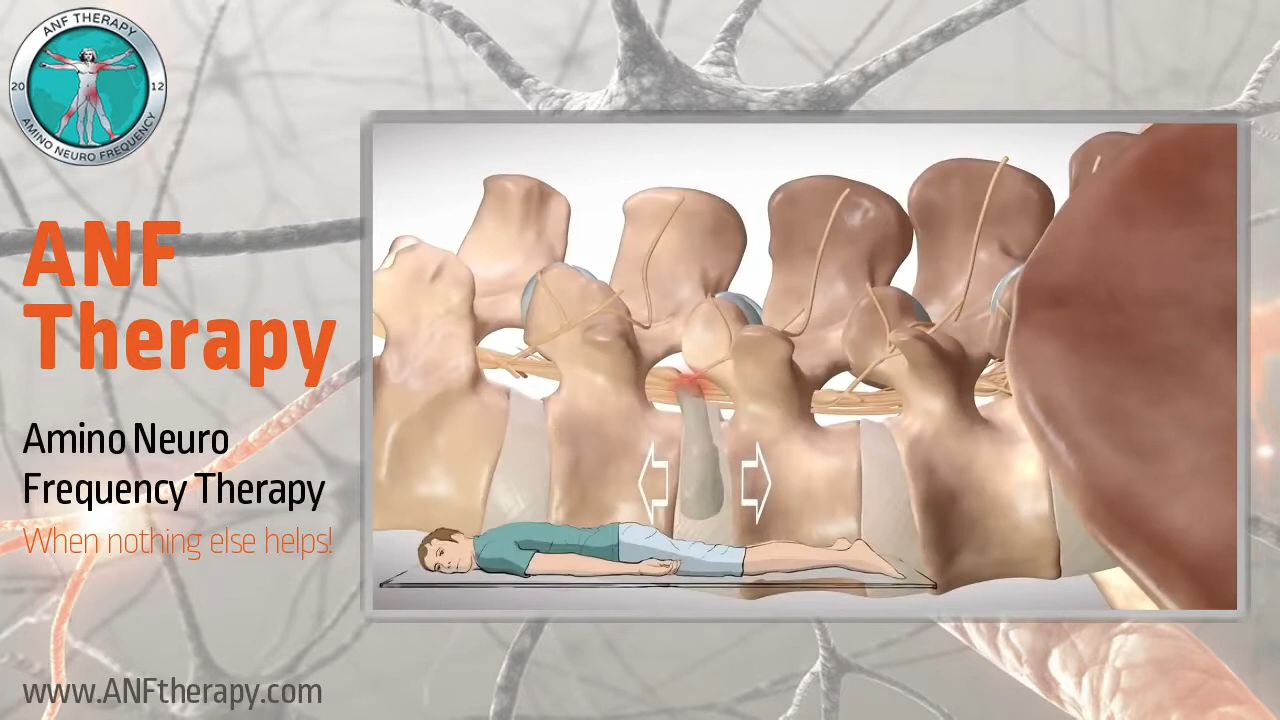 ANF THERAPY
20 12
AMINO NEURO FREQUENCY
ANF
Therapy
Amino Neuro
Frequency Therapy
When nothing else helps!
www.ANFtherapy.com